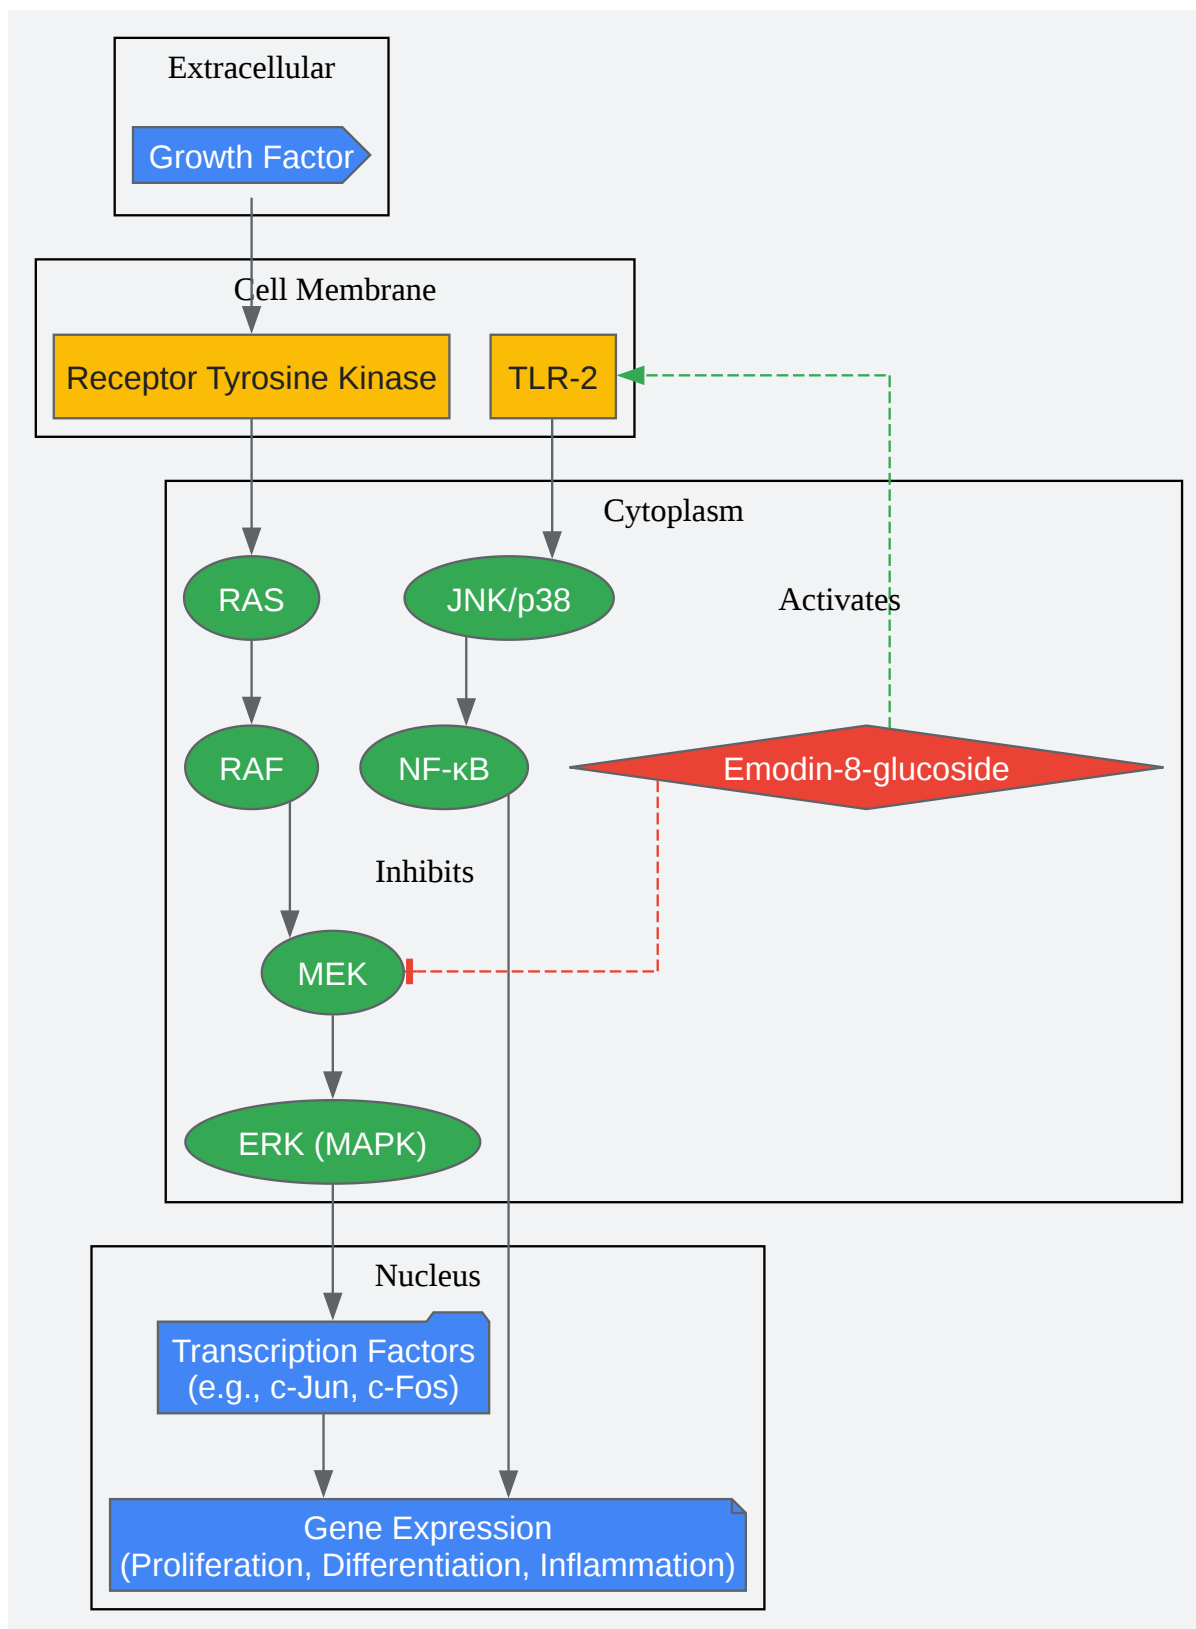 Extracellular
Growth Factor
Cell Membrane
Receptor Tyrosine Kinase
TLR-2
Cytoplasm
RAS
JNK/p38
Activates
RAF
NF-κB
Emodin-8-glucoside
Inhibits
MEK
ERK (MAPK)
Nucleus
Transcription Factors
(e.g., c-Jun, c-Fos)
Gene Expression
(Proliferation, Differentiation, Inflammation)